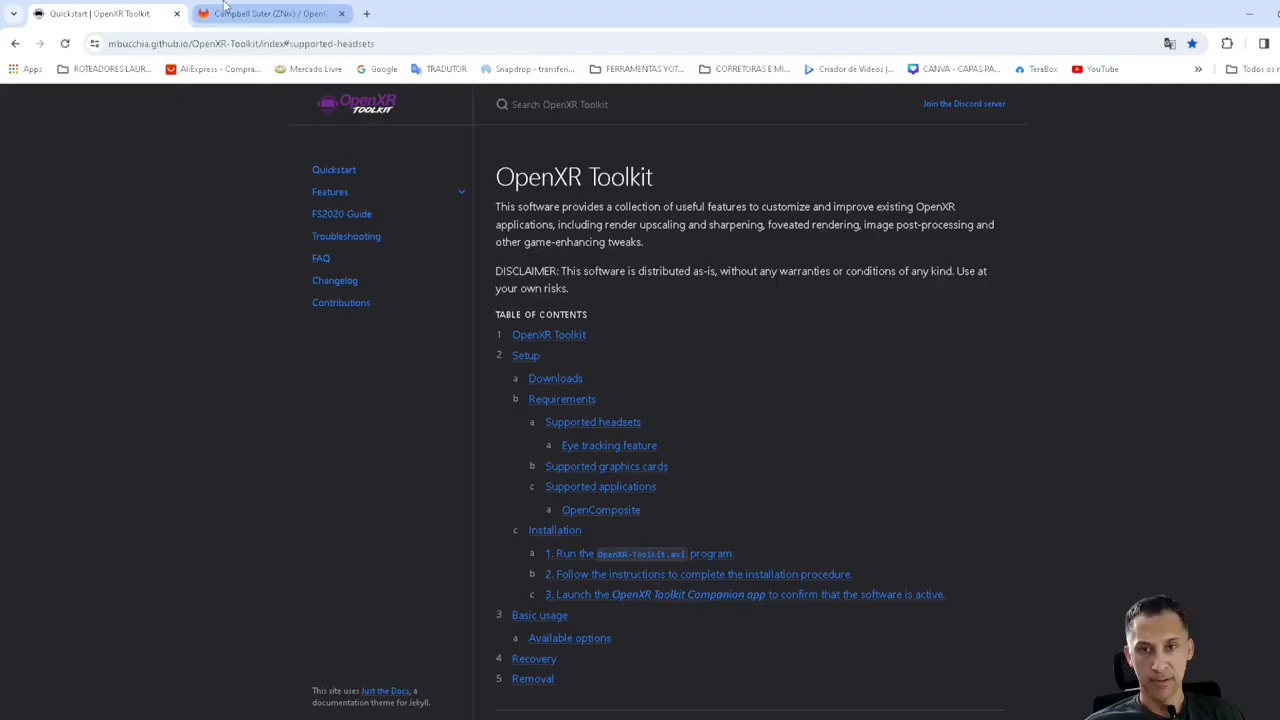 Quickstart | OpenXR Toolkit
Campbell Suter (ZNix) / OpenC
mbucchia.github.io/OpenXR-Toolkit/index#supported-headsets
Apps
ROTEADORES LAUR...
AliExpress - Compra...
Mercado Livre
Google
TRADUTOR
Snapdrop - transferi...
FERRAMENTAS YOT...
CORRETORAS E MI...
Criador de Vídeos |...
CANVA - CAPAS PA...
TeraBox
YouTube
»
Todos os
OpenXR
TOOLKIT
Search OpenXR Toolkit
Join the Discord server
Quickstart
Features
FS2020 Guide
Troubleshooting
FAQ
Changelog
Contributions
OpenXR Toolkit
This software provides a collection of useful features to customize and improve existing OpenXR
applications, including render upscaling and sharpening, foveated rendering, image post-processing and
other game-enhancing tweaks.
DISCLAIMER: This software is distributed as-is, without any warranties or conditions of any kind. Use at
your own risks.
TABLE OF CONTENTS
1 OpenXR Toolkit
2 Setup
a Downloads
b Requirements
a Supported headsets
a Eye tracking feature
b Supported graphics cards
c Supported applications
a OpenComposite
c Installation
a 1. Run the OpenXR-Toolkit.msi program.
b 2. Follow the instructions to complete the installation procedure.
c 3. Launch the OpenXR Toolkit Companion app to confirm that the software is active.
3 Basic usage
a Available options
4 Recovery
5 Removal
This site uses Just the Docs, a
documentation theme for Jekyll.